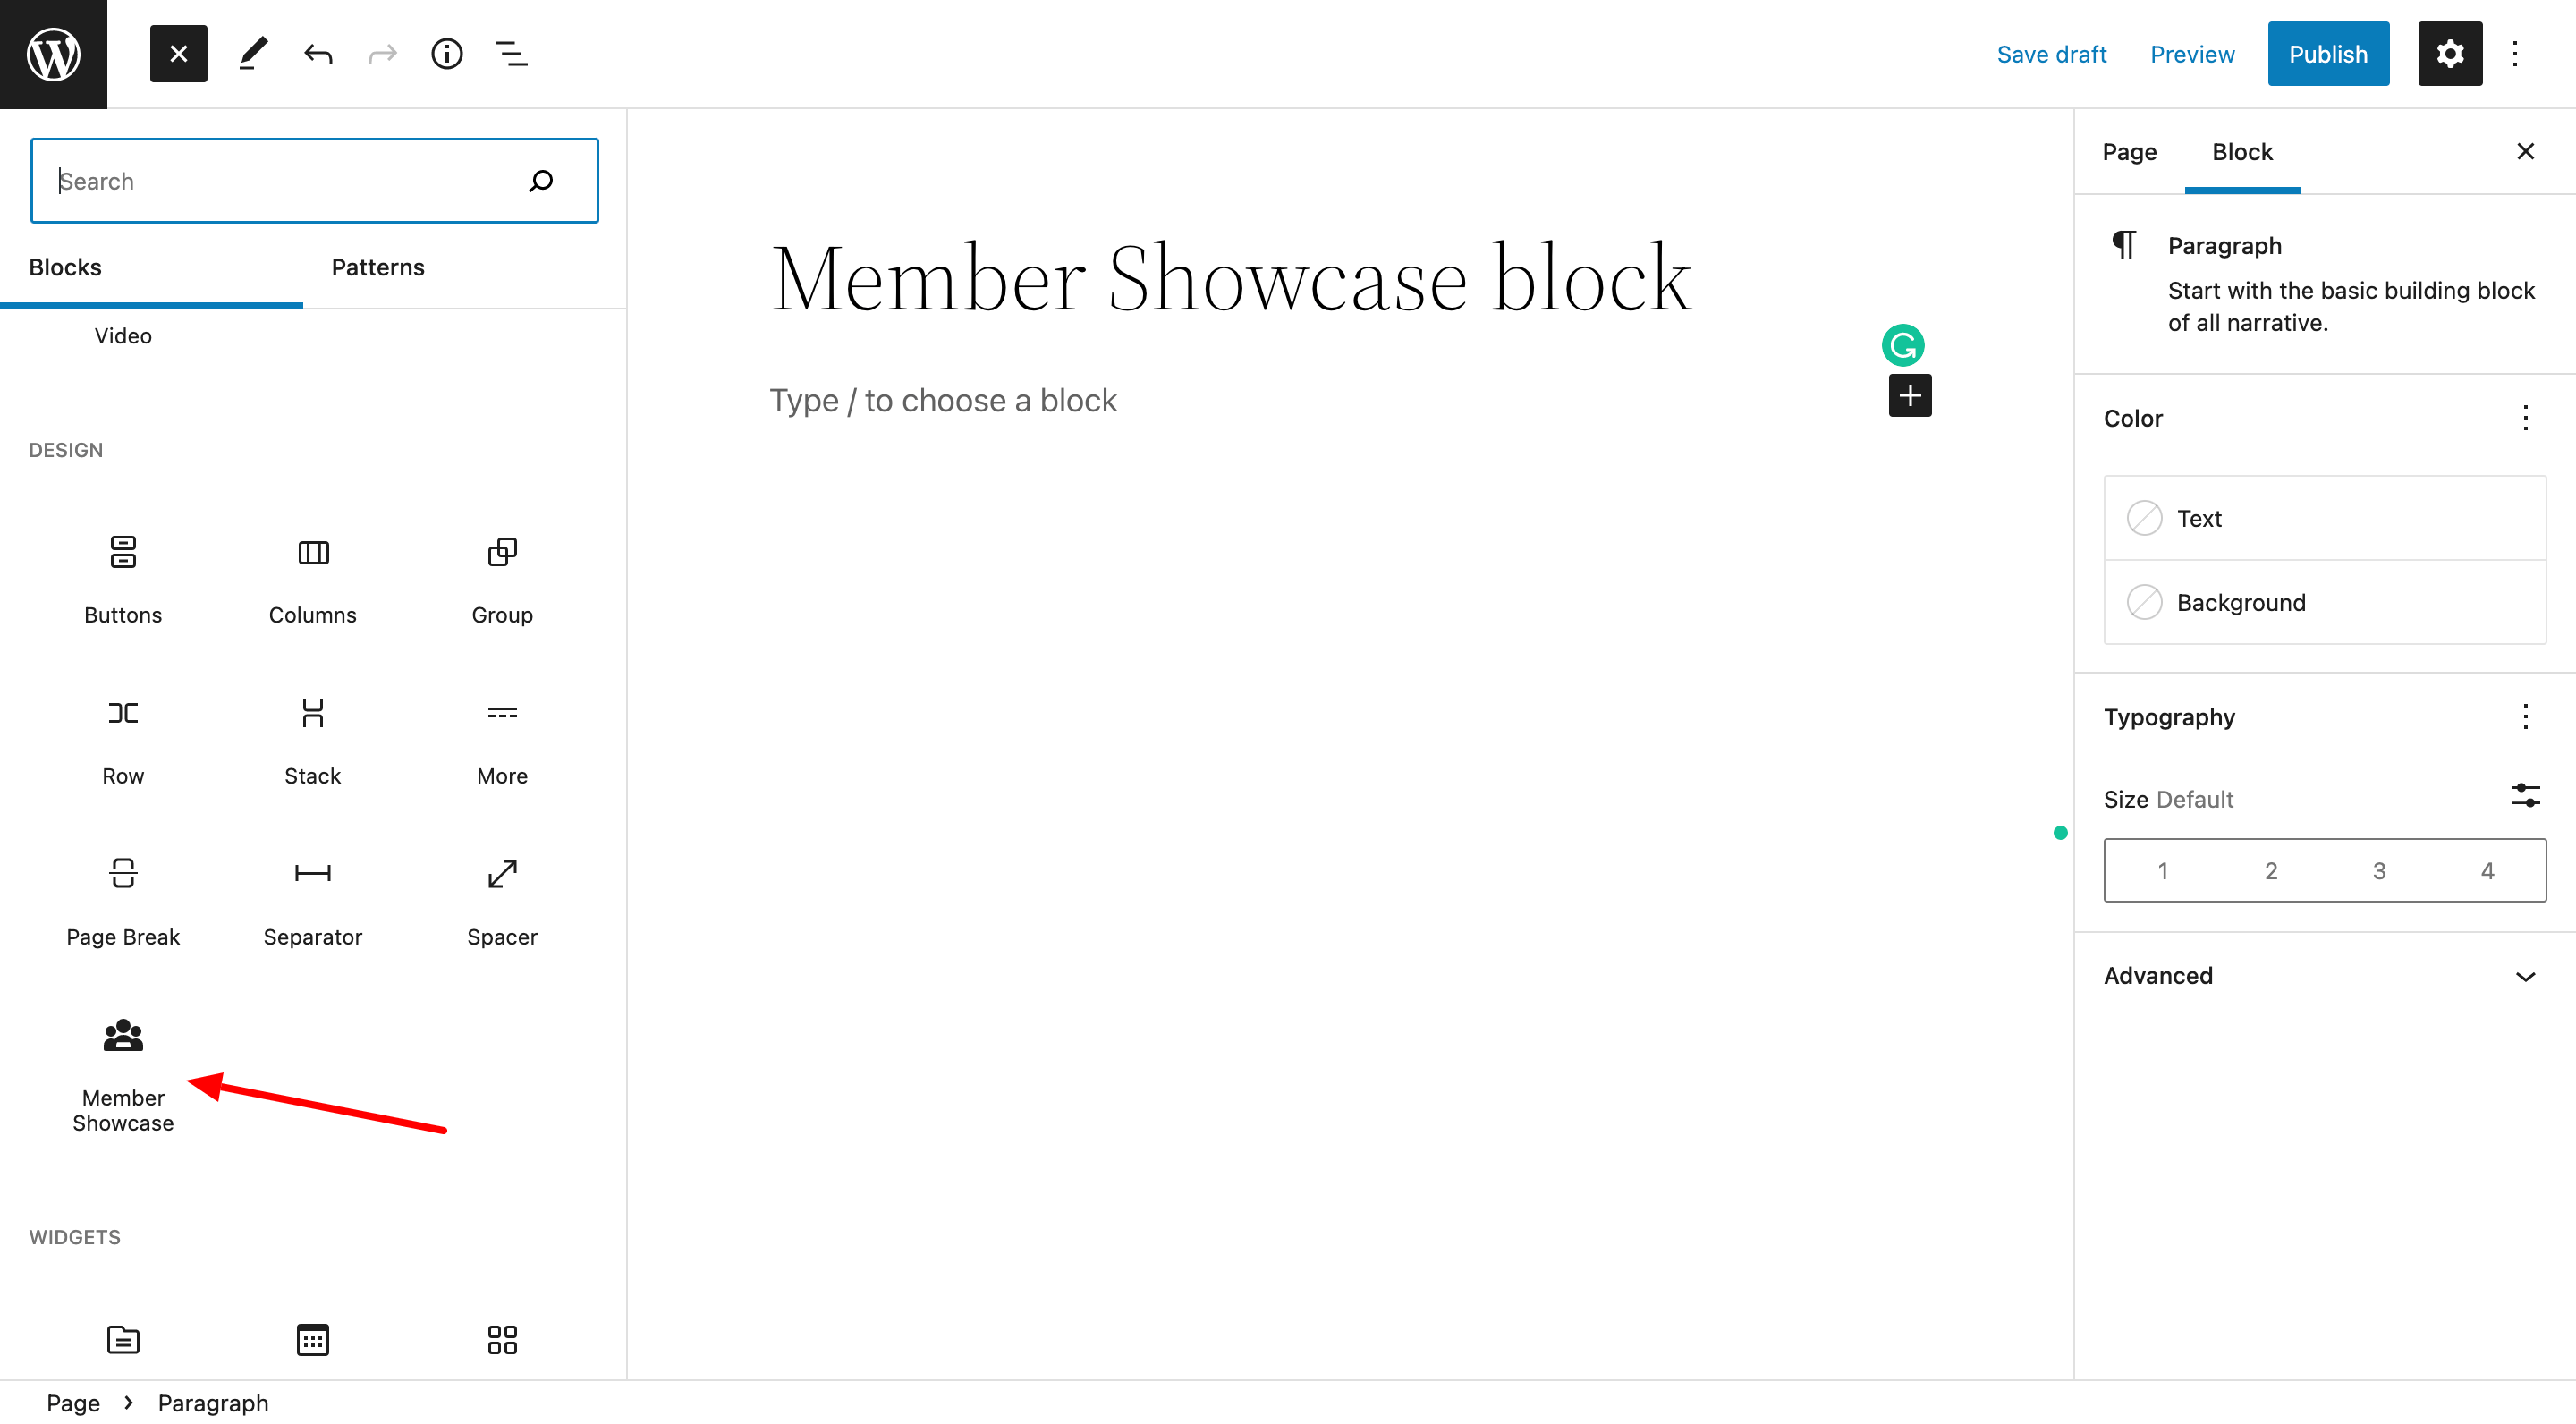 Save draft
Preview
Publish
Search
Blocks
Patterns
Video
DESIGN
Buttons
Columns
Group
Row
Stack
More
Page Break
Separator
Spacer
Member
Showcase
WIDGETS
Member Showcase block
Type / to choose a block
Page
Block
Paragraph
Start with the basic building block
of all narrative.
Color
Text
Background
Typography
Size Default
1 2 3 4
Advanced
Page › Paragraph